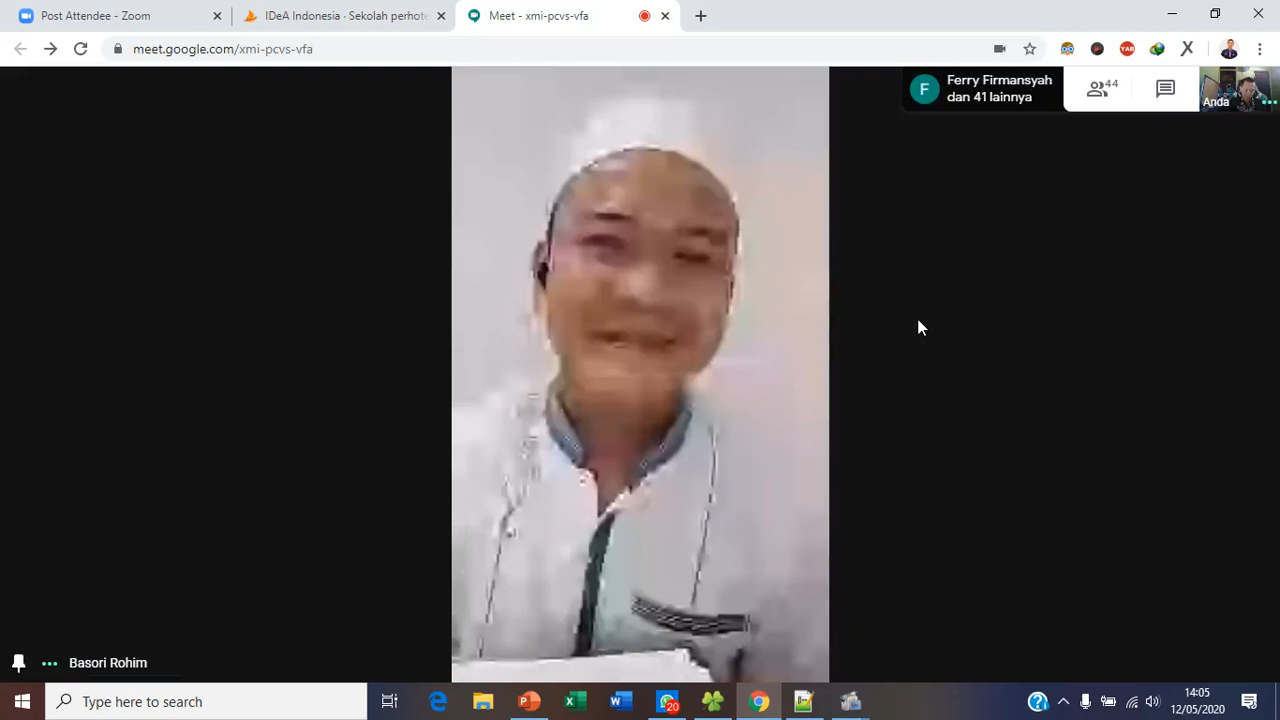 Post Attendee - Zoom
IDeA Indonesia · Sekolah perhote
Meet - xmi-pcvs-vfa
meet.google.com/xmi-pcvs-vfa
YAB
F
Ferry Firmansyah
dan 41 lainnya
44
Anda
Basori Rohim
Type here to search
20
14:05
12/05/2020